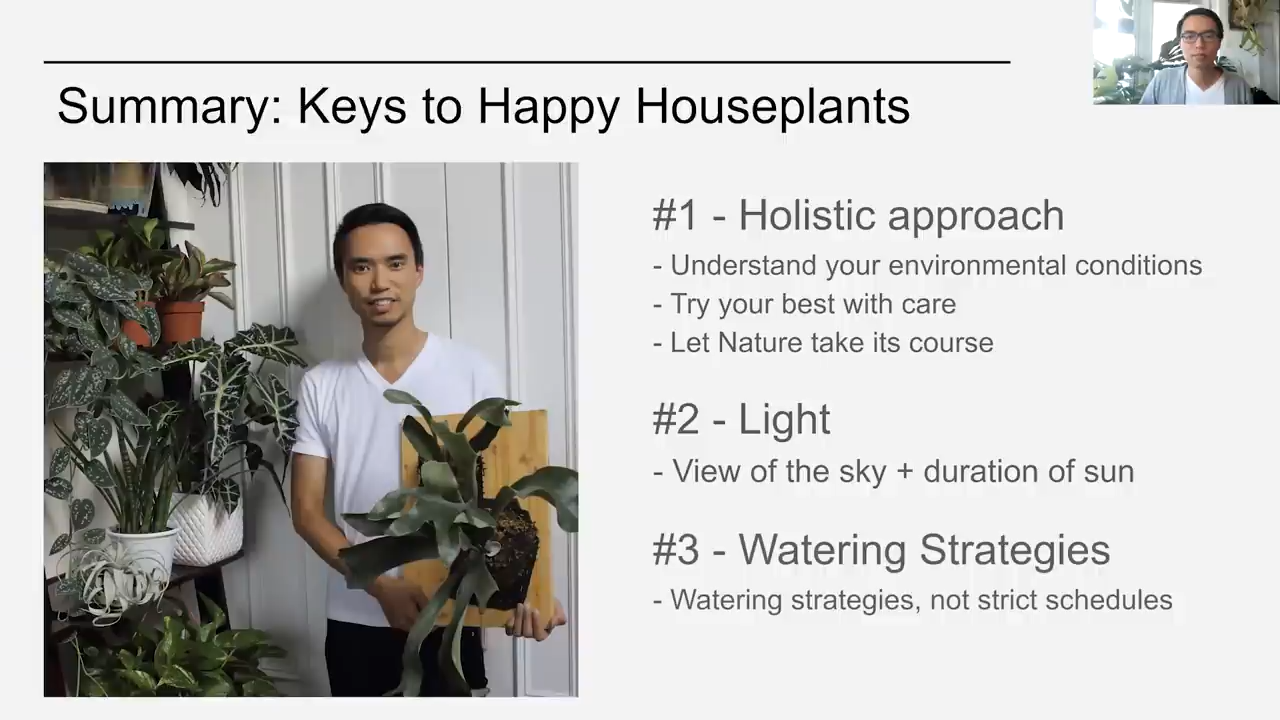 Summary: Keys to Happy Houseplants
#1 - Holistic approach
- Understand your environmental conditions
- Try your best with care
- Let Nature take its course
#2 - Light
- View of the sky + duration of sun
#3 - Watering Strategies
- Watering strategies, not strict schedules